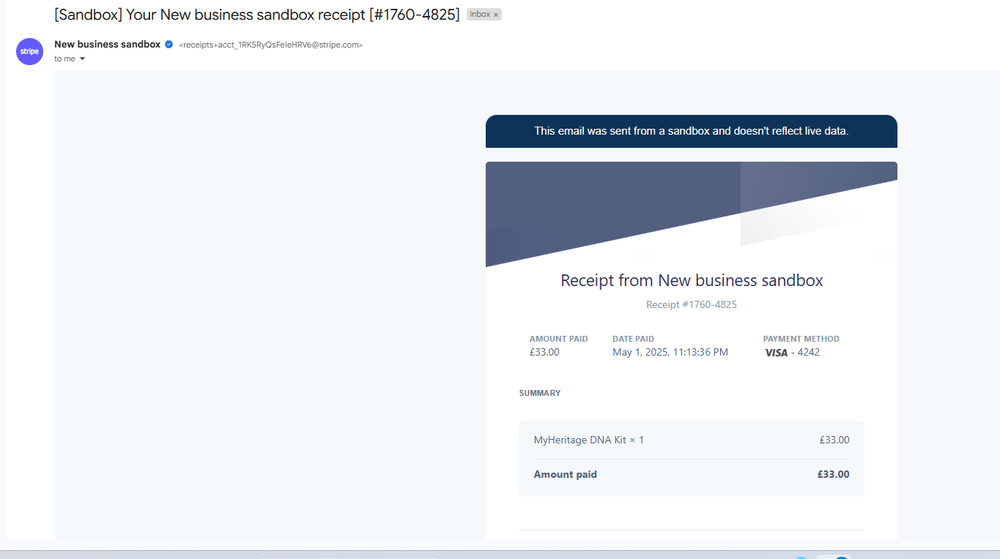 [Sandbox] Your New business sandbox receipt [#1760-4825] Inbox ×
stripe
New business sandbox <receipts+acct_1RK5RyQsFeleHRV6@stripe.com>
to me
This email was sent from a sandbox and doesn't reflect live data.
Receipt from New business sandbox
Receipt #1760-4825
AMOUNT PAID DATE PAID PAYMENT METHOD
£33.00 May 1, 2025, 11:13:36 PM VISA - 4242
SUMMARY
MyHeritage DNA Kit × 1 £33.00
Amount paid £33.00